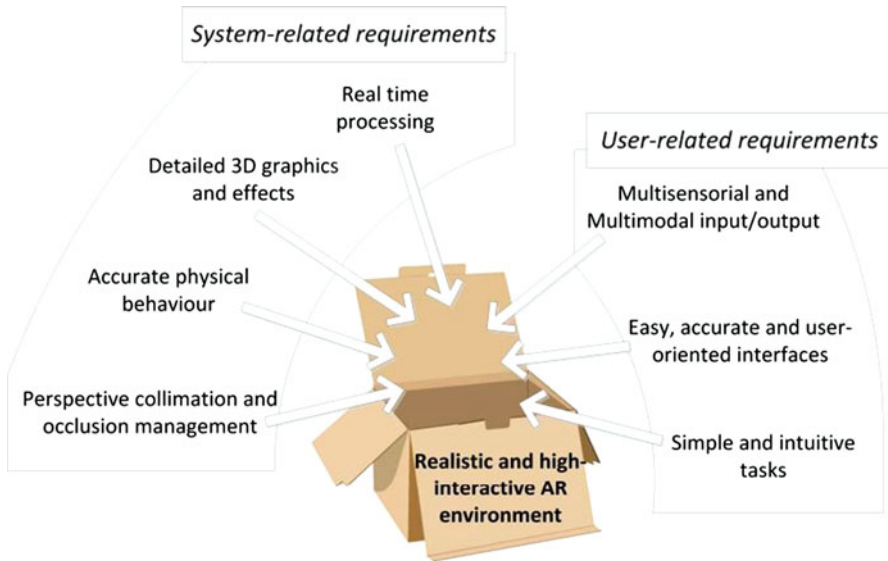 System-related requirements
Real time
processing
Detailed 3D graphics
and effects
Accurate physical
behaviour
Perspective collimation and
occlusion management
User-related requirements
Multisensorial and
Multimodal input/output
Easy, accurate and user-
oriented interfaces
Simple and intuitive
tasks
Realistic and high-
interactive AR
environment